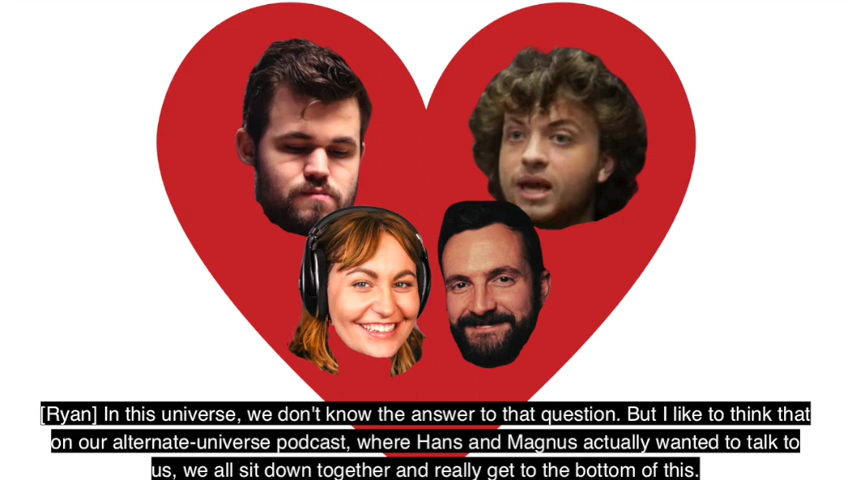 [Ryan] In this universe, we don't know the answer to that question. But I like to think that
on our alternate-universe podcast, where Hans and Magnus actually wanted to talk to
us, we all sit down together and really get to the bottom of this.